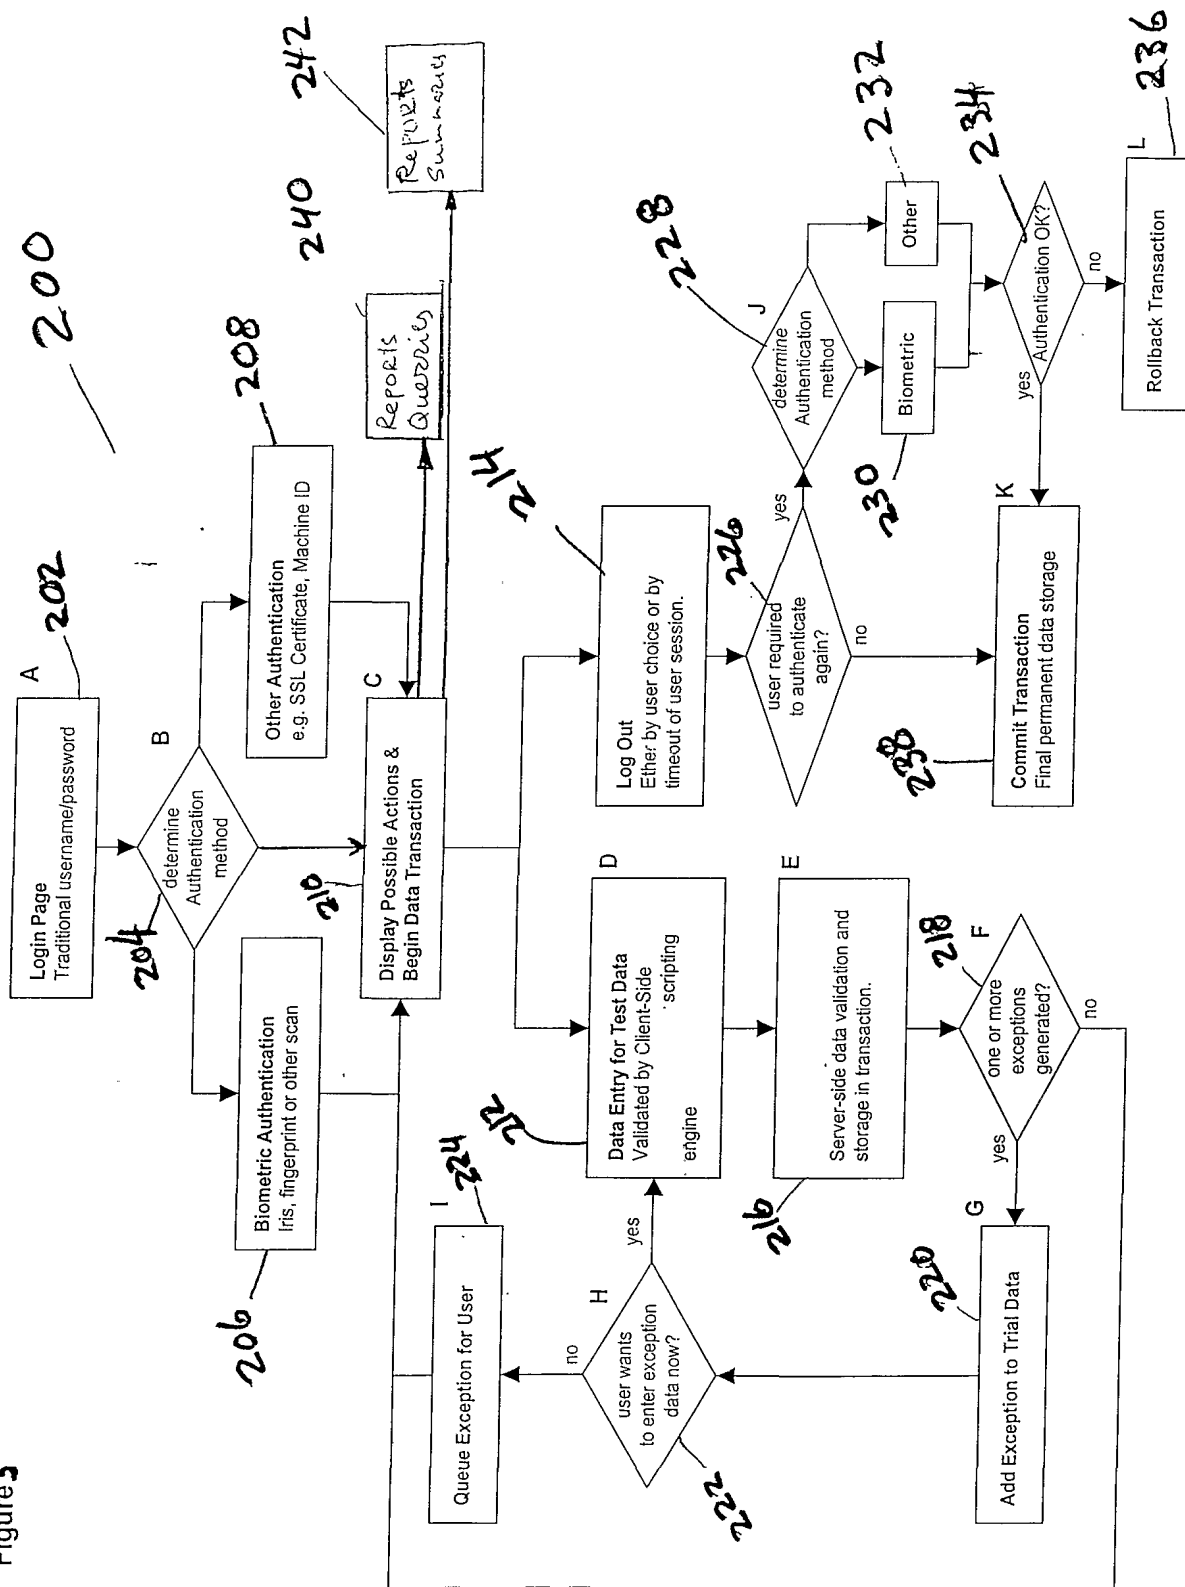 Figure 3
200
A
Login Page
Traditional username/password
202
B
determine
Authentication
method
204
Biometric Authentication
Iris, fingerprint or other scan
206
Other Authentication
e.g. SSL Certificate, Machine ID
208
C
Display Possible Actions &
Begin Data Transaction
210
Reports
Querries
240
Reports
Summaries
242
D
Data Entry for Test Data
Validated by Client-Side
scripting
engine
212
Log Out
Ether by user choice or by
timeout of user session.
214
E
Server-side data validation and
storage in transaction.
216
F
one or more
exceptions
generated?
218
yes
no
G
Add Exception to Trial Data
220
H
user wants
to enter exception
data now?
222
yes
no
I
Queue Exception for User
224
user required
to authenticate
again?
226
yes
no
J
determine
Authentication
method
228
Biometric
230
Other
232
Authentication OK?
234
yes
no
K
Commit Transaction
Final permanent data storage
238
L
Rollback Transaction
236